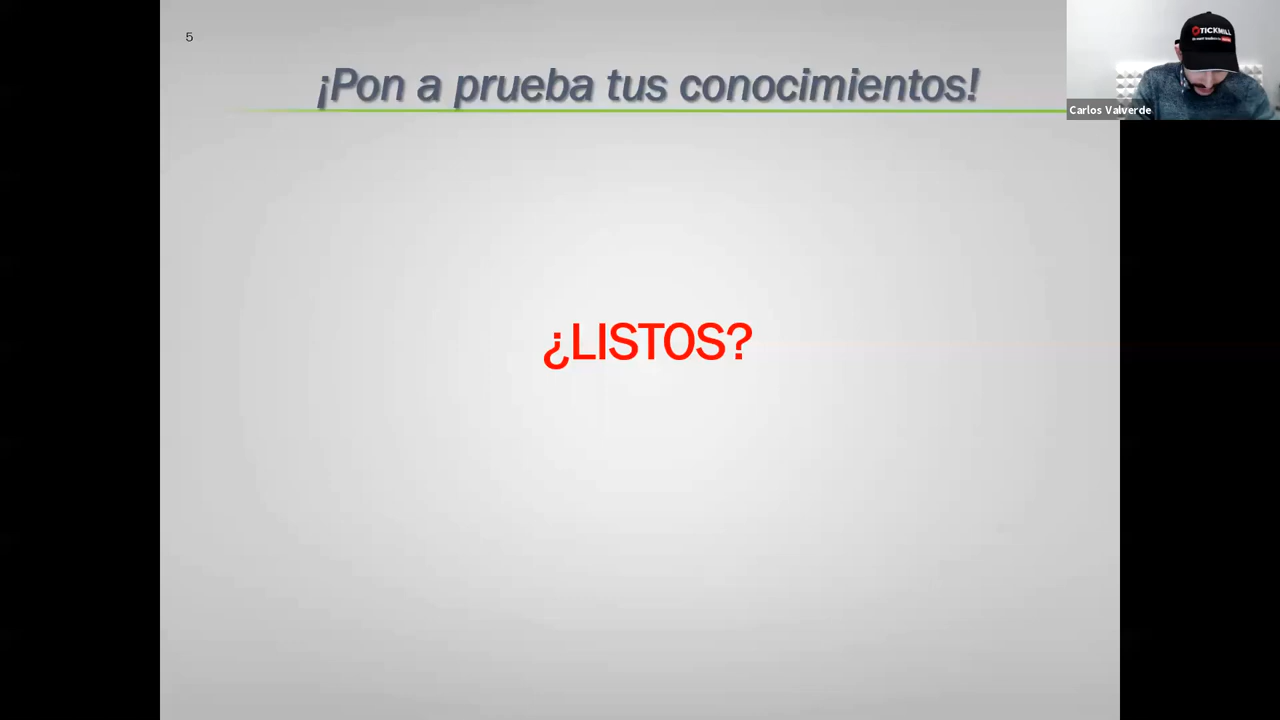 5
¡Pon a prueba tus conocimientos!
TICKMILL
Carlos Valverde
¿LISTOS?